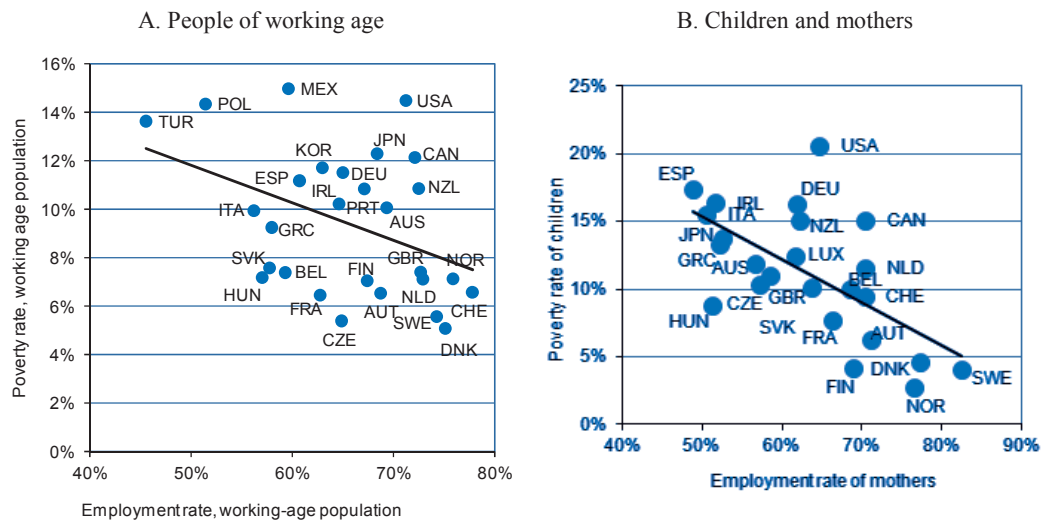 A. People of working age
Poverty rate, working age population
16%
14%
12%
10%
8%
6%
4%
2%
0%
MEX
USA
POL
TUR
JPN
KOR
CAN
DEU
ESP
NZL
IRL
PRT
ITA
AUS
GRC
SVK
BEL
FIN
GBR
NOR
HUN
FRA
AUT
NLD
CHE
SWE
CZE
DNK
40%
50%
60%
70%
80%
Employment rate, working-age population
B. Children and mothers
Poverty rate of children
25%
20%
15%
10%
5%
0%
USA
ESP
DEU
IRL
ITA
NZL
CAN
JPN
GRC
AUS
LUX
NLD
BEL
CZE
GBR
CHE
HUN
SVK
FRA
AUT
FIN
DNK
SWE
NOR
40%
50%
60%
70%
80%
90%
Employment rate of mothers